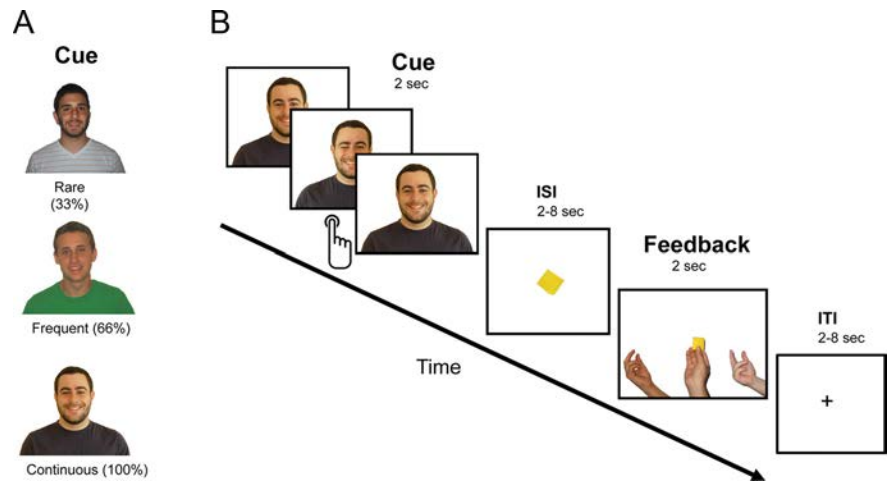 A
Cue
Rare
(33%)
Frequent (66%)
Continuous (100%)
B
Cue
2 sec
ISI
2-8 sec
Feedback
2 sec
ITI
2-8 sec
Time